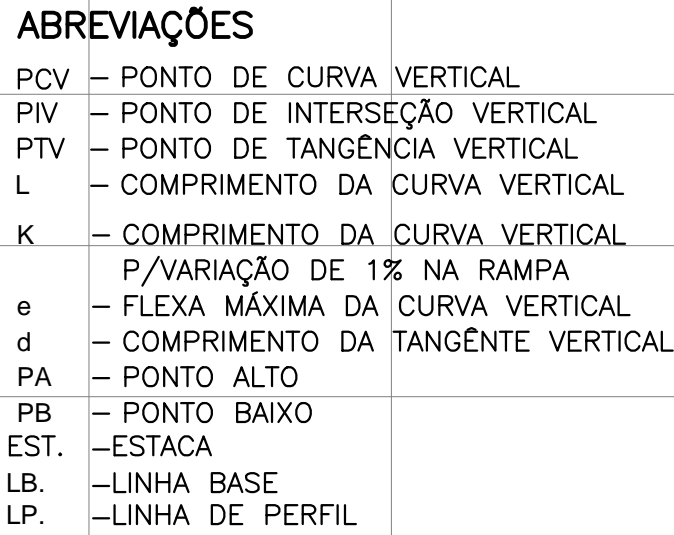 ABREVIAÇÕES
PCV – PONTO DE CURVA VERTICAL
PIV – PONTO DE INTERSEÇÃO VERTICAL
PTV – PONTO DE TANGÊNCIA VERTICAL
L – COMPRIMENTO DA CURVA VERTICAL
K – COMPRIMENTO DA CURVA VERTICAL
P/VARIAÇÃO DE 1% NA RAMPA
e – FLEXA MÁXIMA DA CURVA VERTICAL
d – COMPRIMENTO DA TANGÊNTE VERTICAL
PA – PONTO ALTO
PB – PONTO BAIXO
EST. –ESTACA
LB. –LINHA BASE
LP. –LINHA DE PERFIL